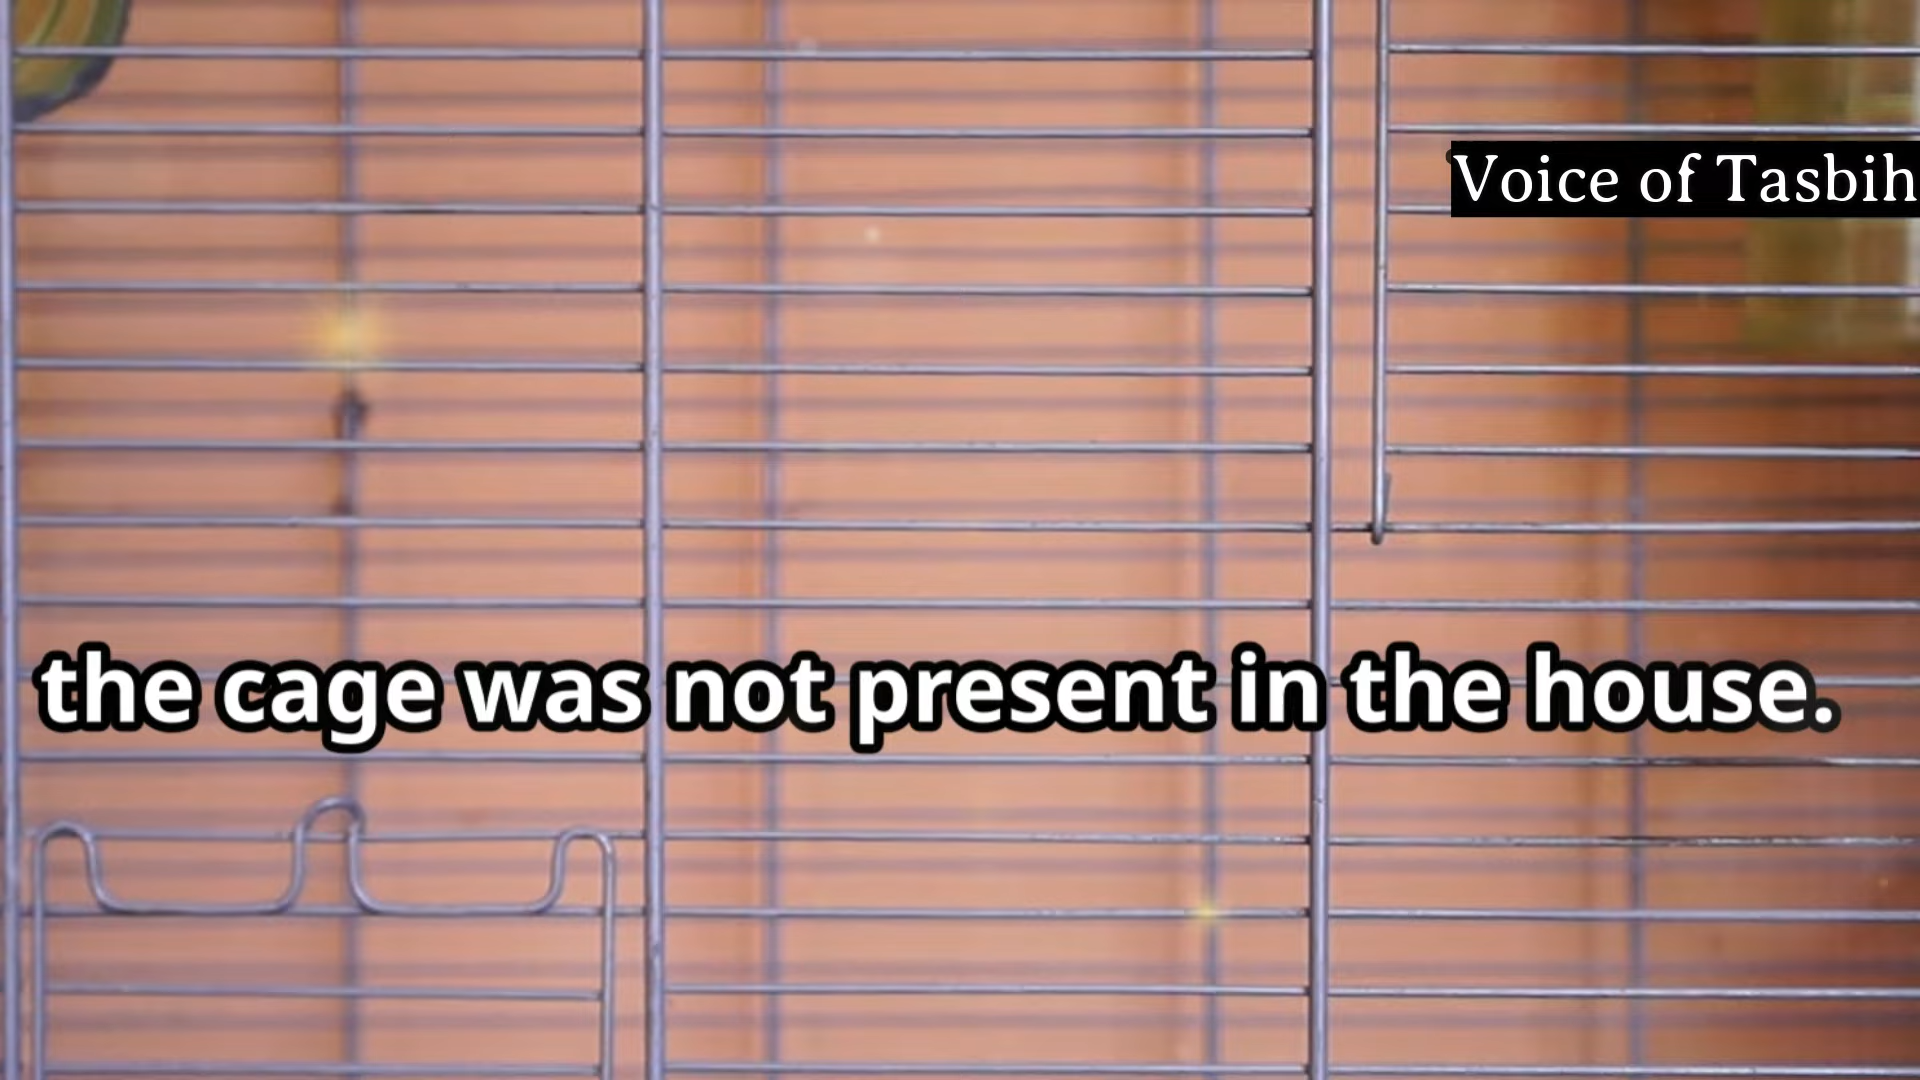 Voice of Tasbih
the cage was not present in the house.